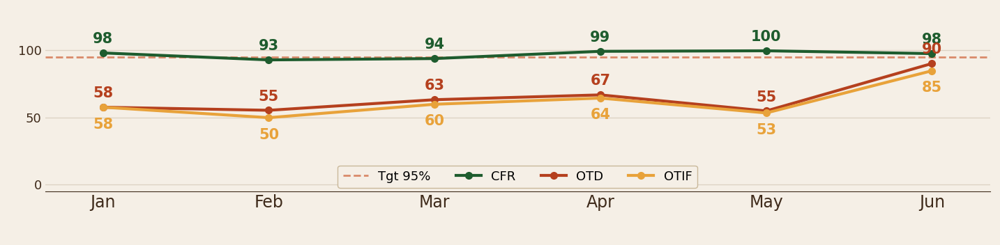 98 93 94 99 100 98
100
90
58 55 63 67 55 85
58 50 60 64 53
50
0
Tgt 95% CFR OTD OTIF
Jan Feb Mar Apr May Jun